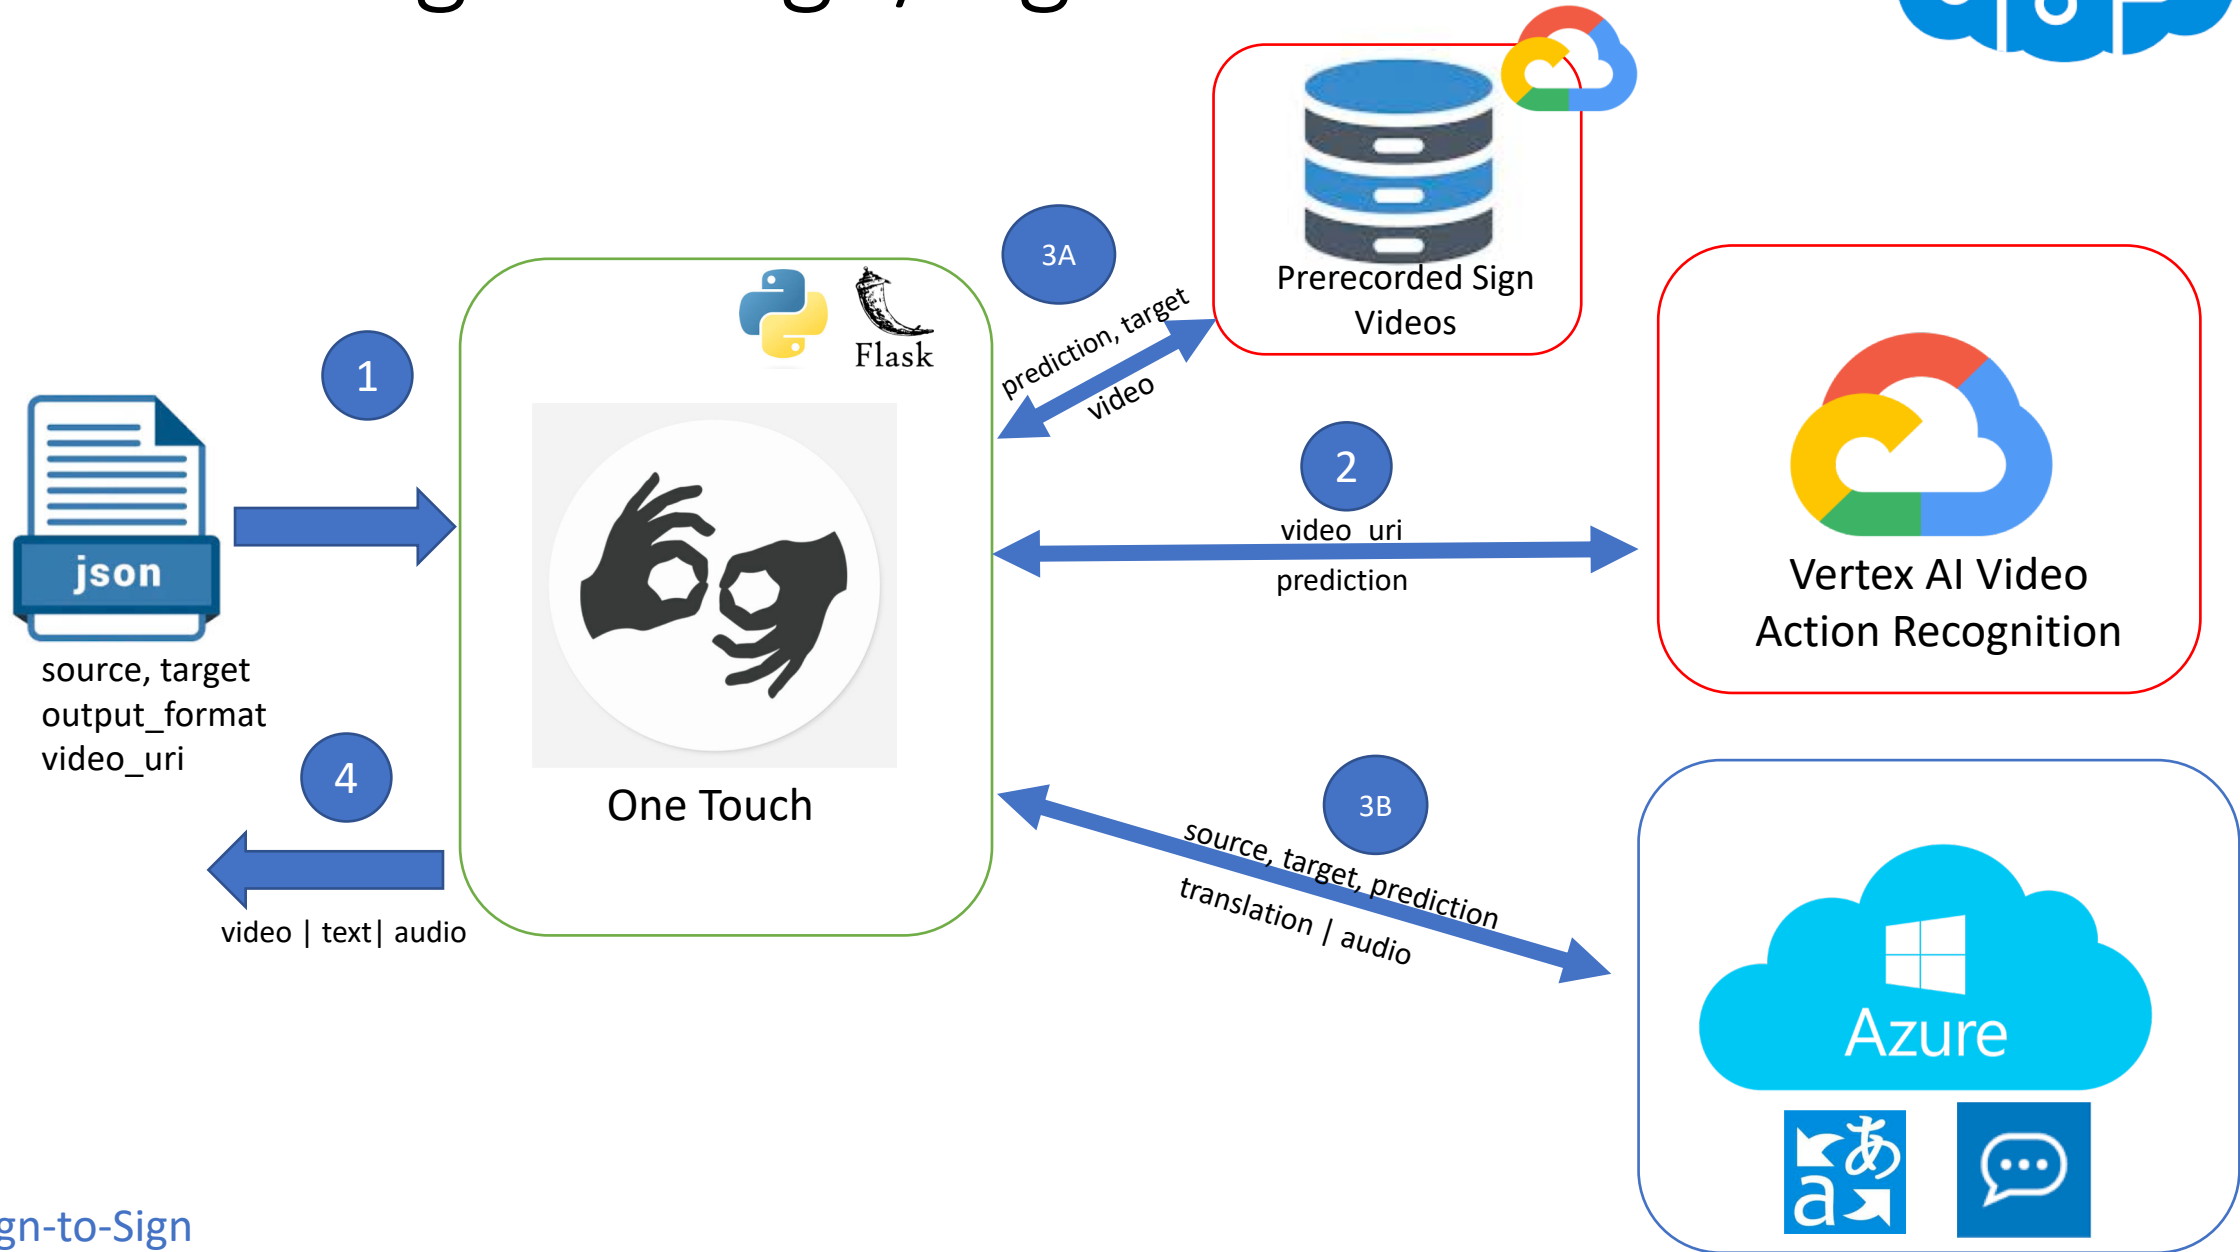 1
json
source, target
output_format
video_uri
4
video | text| audio
Flask
One Touch
3A
prediction, target
video
Prerecorded Sign
Videos
2
video_uri
prediction
Vertex AI Video
Action Recognition
3B
source, target, prediction
translation | audio
Azure
あ
a
gn-to-Sign